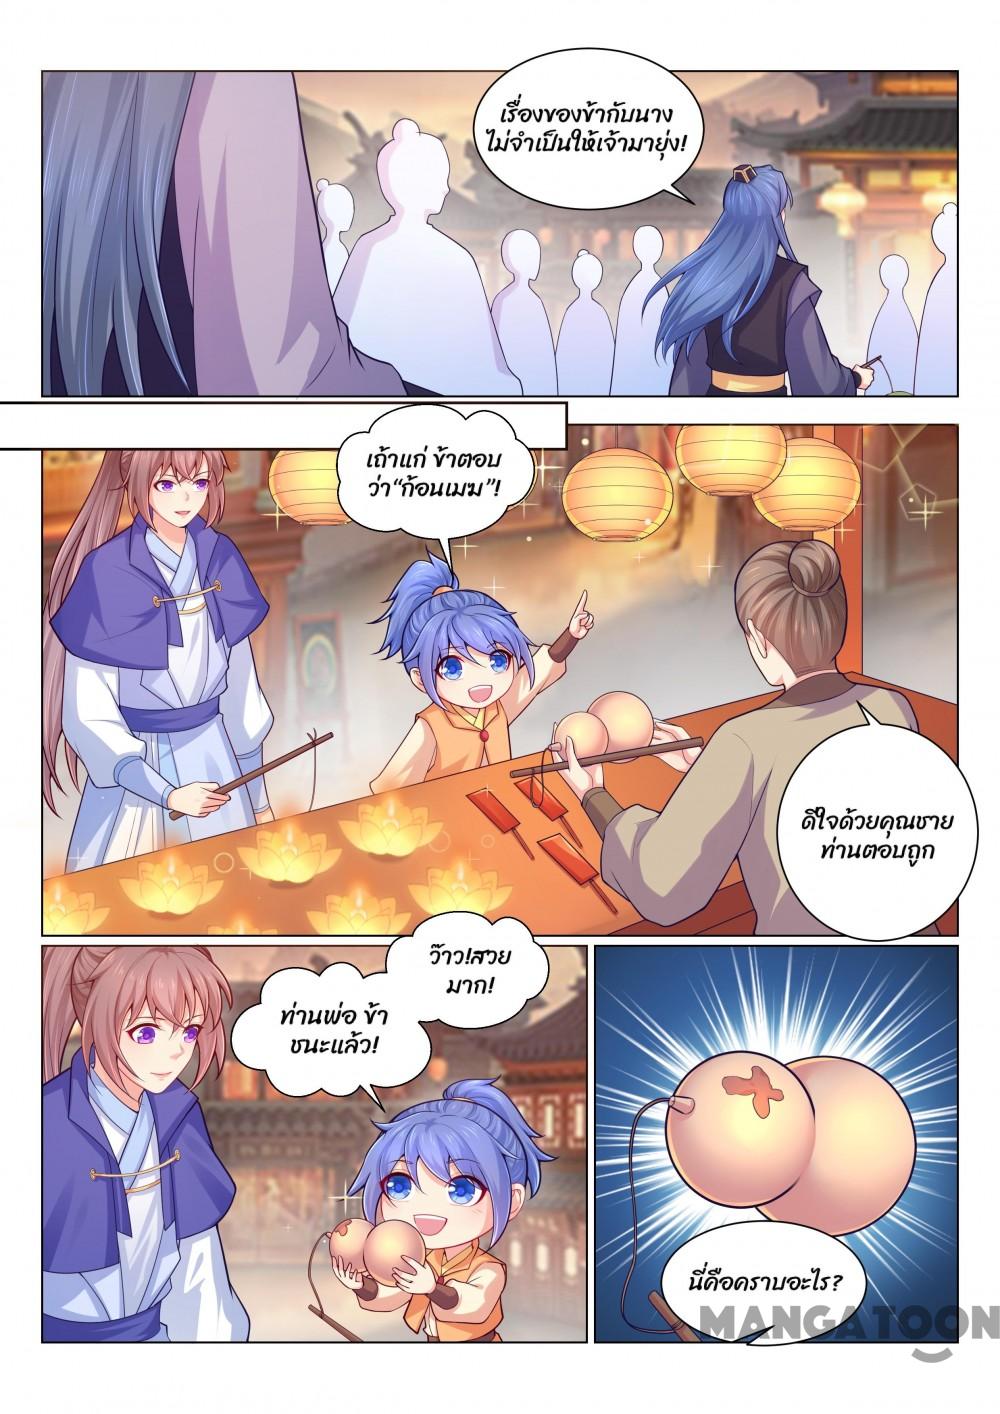 เรื่องของข้ากับนาง
ไม่จำเป็นให้เจ้ามายุ่ง!
เถ้าแก่ ข้าตอบ
ว่า“ก้อนเมฆ”!
ดีใจด้วยคุณชาย
ท่านตอบถูก
ว๊าว!สวย
มาก!
ท่านพ่อ ข้า
ชนะแล้ว!
นี่คือคราบอะไร?
MANGATOON